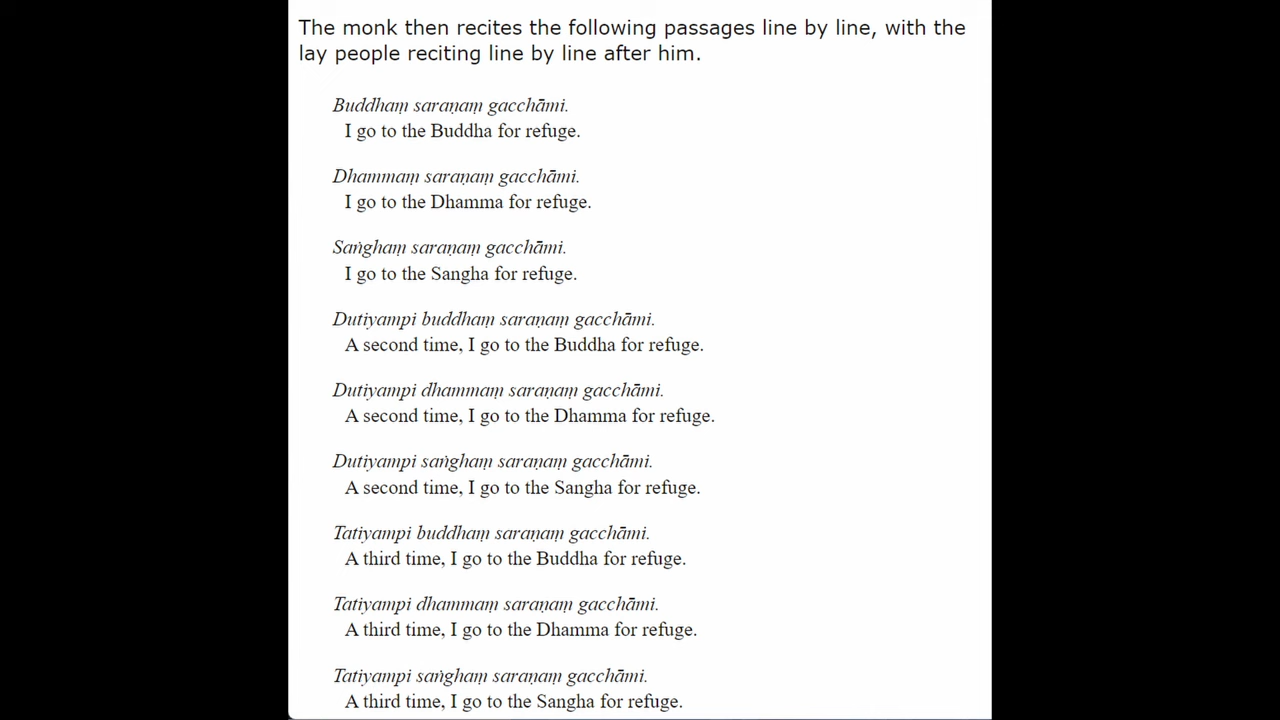 The monk then recites the following passages line by line, with the
lay people reciting line by line after him.
Buddhaṃ saraṇaṃ gacchāmi.
I go to the Buddha for refuge.
Dhammaṃ saraṇaṃ gacchāmi.
I go to the Dhamma for refuge.
Saṅghaṃ saraṇaṃ gacchāmi.
I go to the Sangha for refuge.
Dutiyampi buddhaṃ saraṇaṃ gacchāmi.
A second time, I go to the Buddha for refuge.
Dutiyampi dhammaṃ saraṇaṃ gacchāmi.
A second time, I go to the Dhamma for refuge.
Dutiyampi saṅghaṃ saraṇaṃ gacchāmi.
A second time, I go to the Sangha for refuge.
Tatiyampi buddhaṃ saraṇaṃ gacchāmi.
A third time, I go to the Buddha for refuge.
Tatiyampi dhammaṃ saraṇaṃ gacchāmi.
A third time, I go to the Dhamma for refuge.
Tatiyampi saṅghaṃ saraṇaṃ gacchāmi.
A third time, I go to the Sangha for refuge.